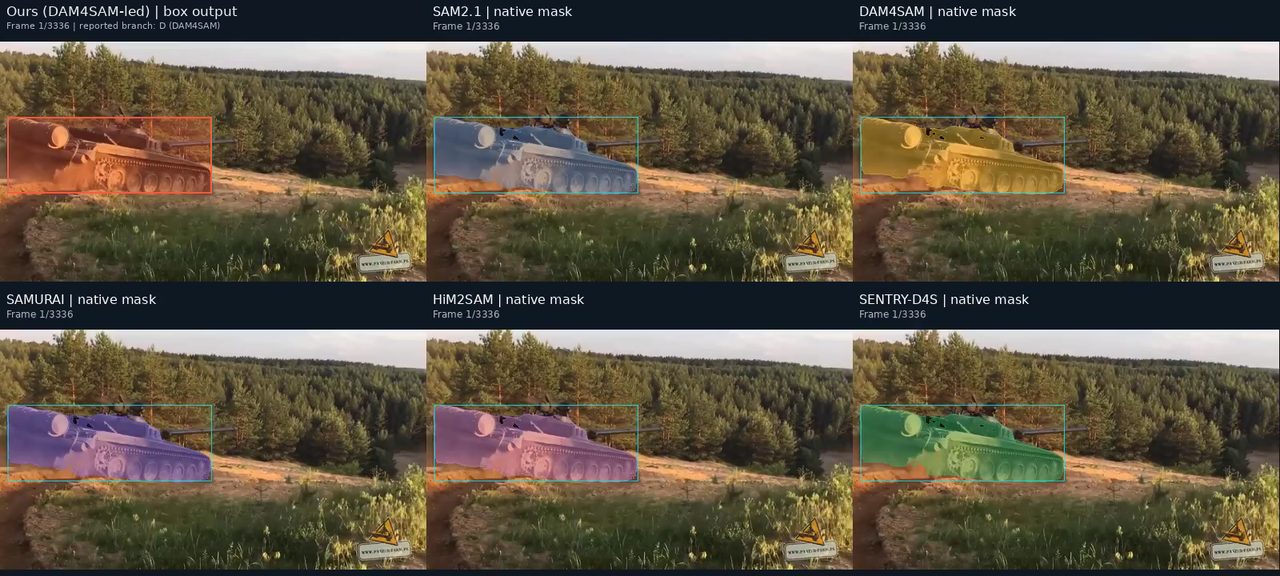 Ours (DAM4SAM-led) | box output
Frame 1/3336 | reported branch: D (DAM4SAM)
SAM2.1 | native mask
Frame 1/3336
DAM4SAM | native mask
Frame 1/3336
SAMURAI | native mask
Frame 1/3336
HiM2SAM | native mask
Frame 1/3336
SENTRY-D4S | native mask
Frame 1/3336